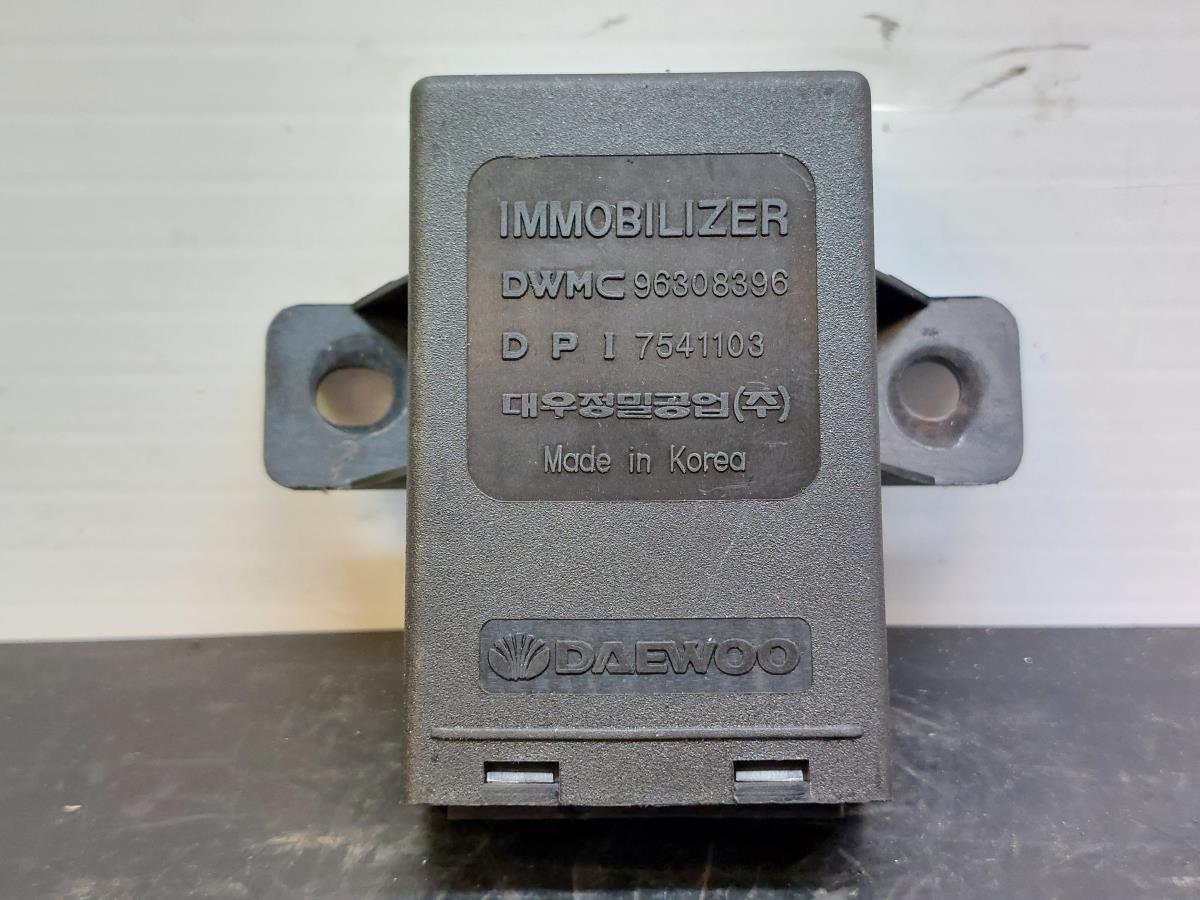 IMMOBILIZER
DWMC 96308396
D P I 7541103
대우정밀공업(주)
Made in Korea
DAEWOO